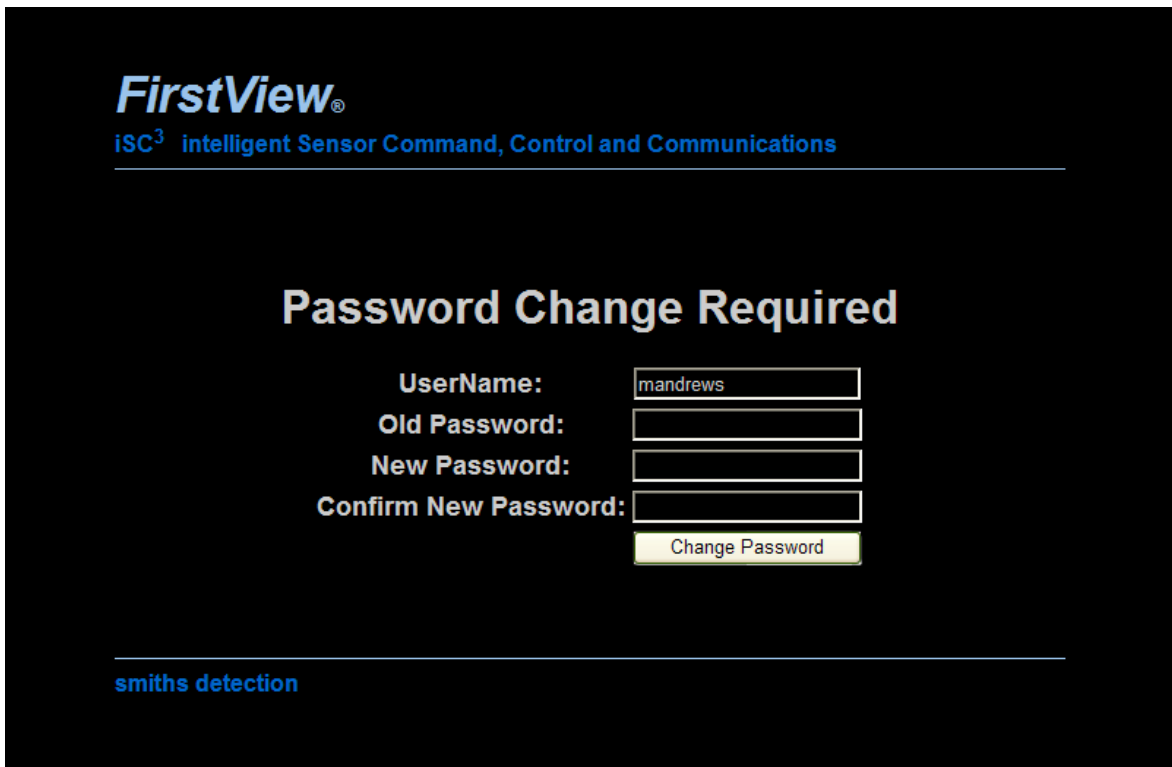 FirstView®
iSC³ intelligent Sensor Command, Control and Communications
Password Change Required
UserName: mandrews
Old Password:
New Password:
Confirm New Password:
Change Password
smiths detection